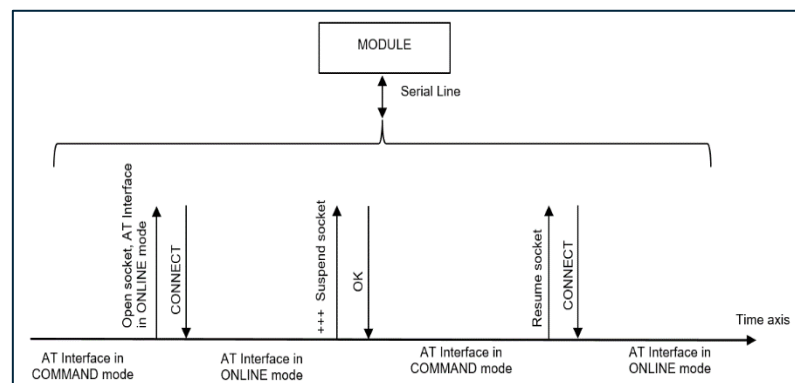 MODULE
Serial Line
Open socket, AT Interface
in ONLINE mode
CONNECT
+++ Suspend socket
OK
Resume socket
CONNECT
Time axis
AT Interface in
COMMAND mode
AT Interface in
ONLINE mode
AT Interface in
COMMAND mode
AT Interface in
ONLINE mode